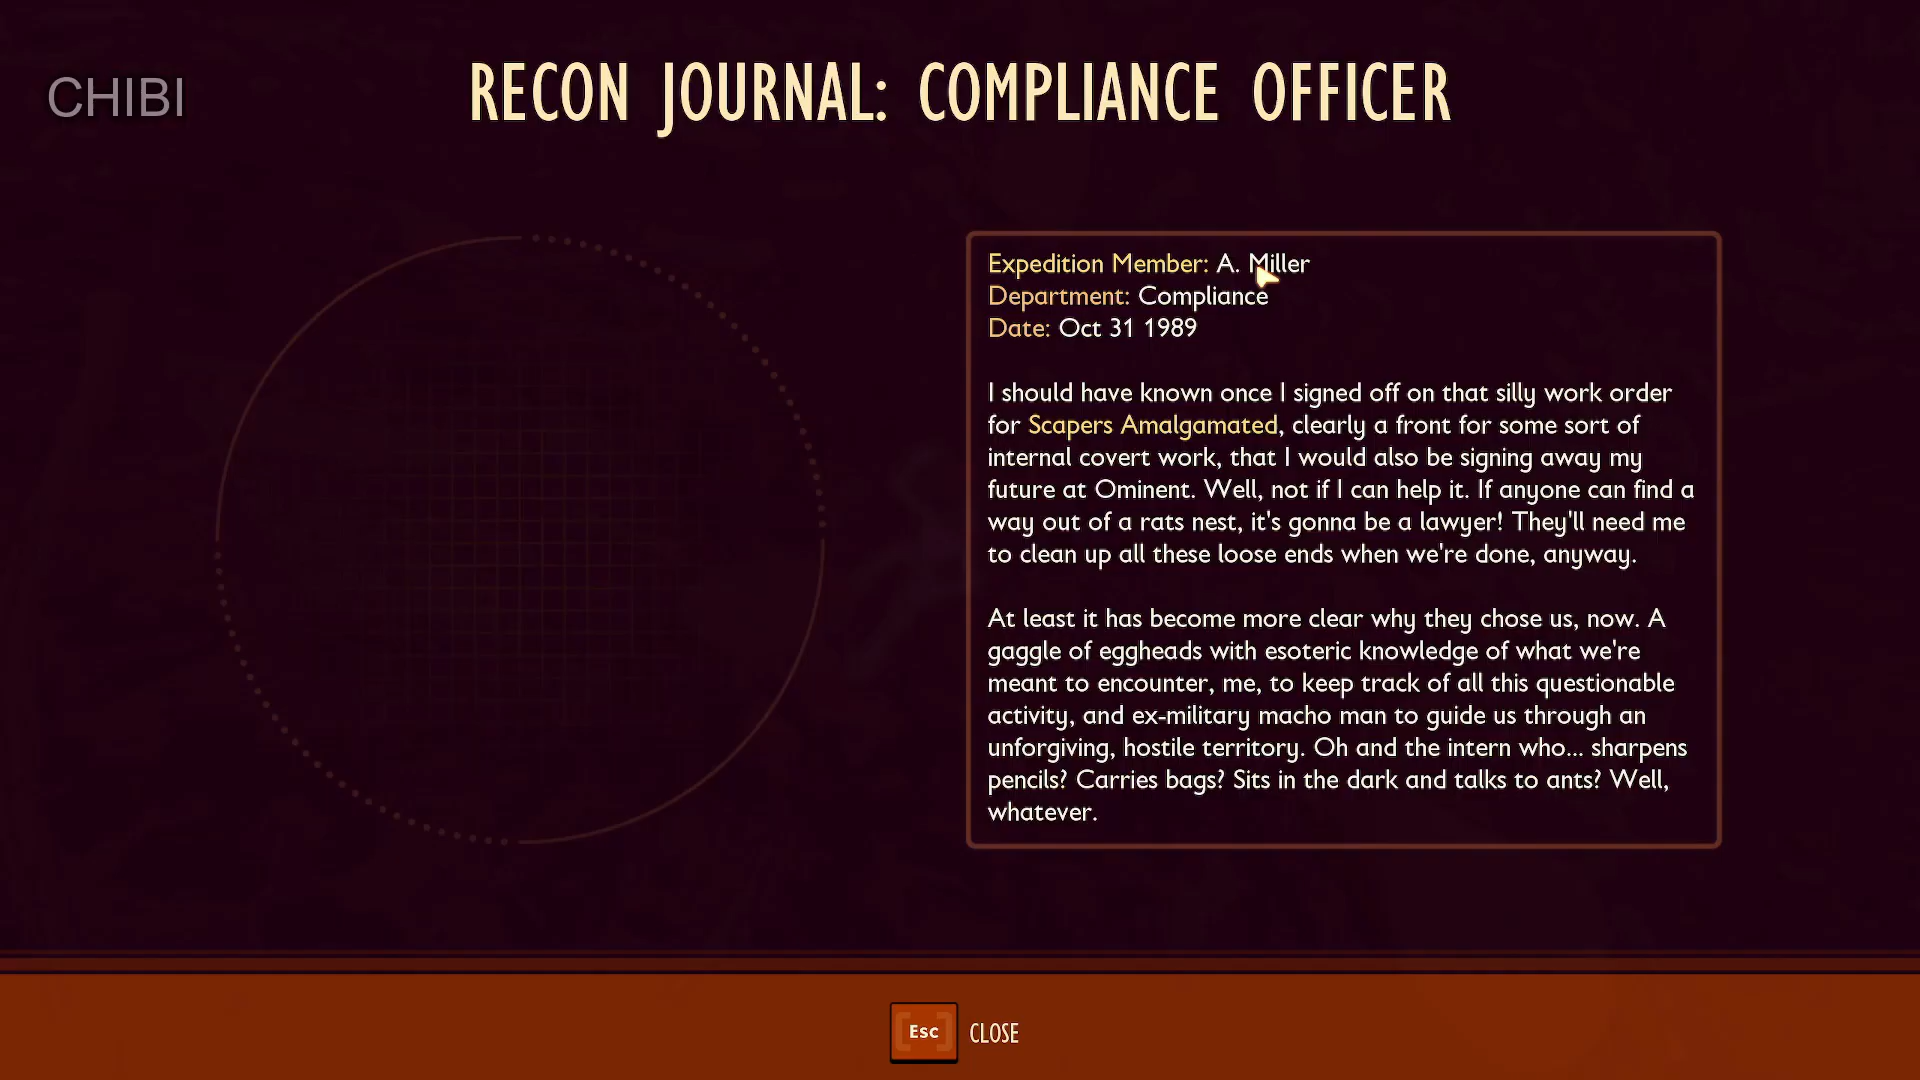 CHIBI
RECON JOURNAL: COMPLIANCE OFFICER
Expedition Member: A. Miller
Department: Compliance
Date: Oct 31 1989
I should have known once I signed off on that silly work order
for Scapers Amalgamated, clearly a front for some sort of
internal covert work, that I would also be signing away my
future at Ominent. Well, not if I can help it. If anyone can find a
way out of a rats nest, it's gonna be a lawyer! They'll need me
to clean up all these loose ends when we're done, anyway.
At least it has become more clear why they chose us, now. A
gaggle of eggheads with esoteric knowledge of what we're
meant to encounter, me, to keep track of all this questionable
activity, and ex-military macho man to guide us through an
unforgiving, hostile territory. Oh and the intern who... sharpens
pencils? Carries bags? Sits in the dark and talks to ants? Well,
whatever.
Esc CLOSE